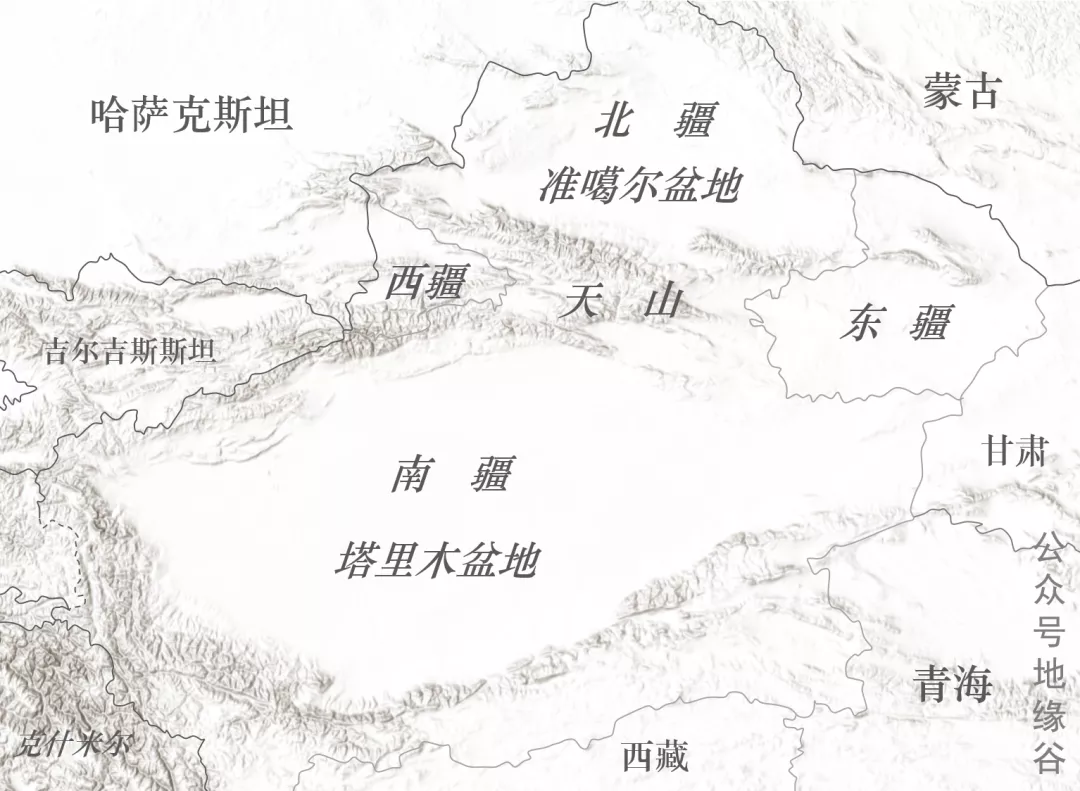 哈萨克斯坦
蒙古
北疆
准噶尔盆地
西疆
天山
东疆
吉尔吉斯斯坦
南疆
甘肃
塔里木盆地
公众号地缘谷
青海
克什米尔
西藏